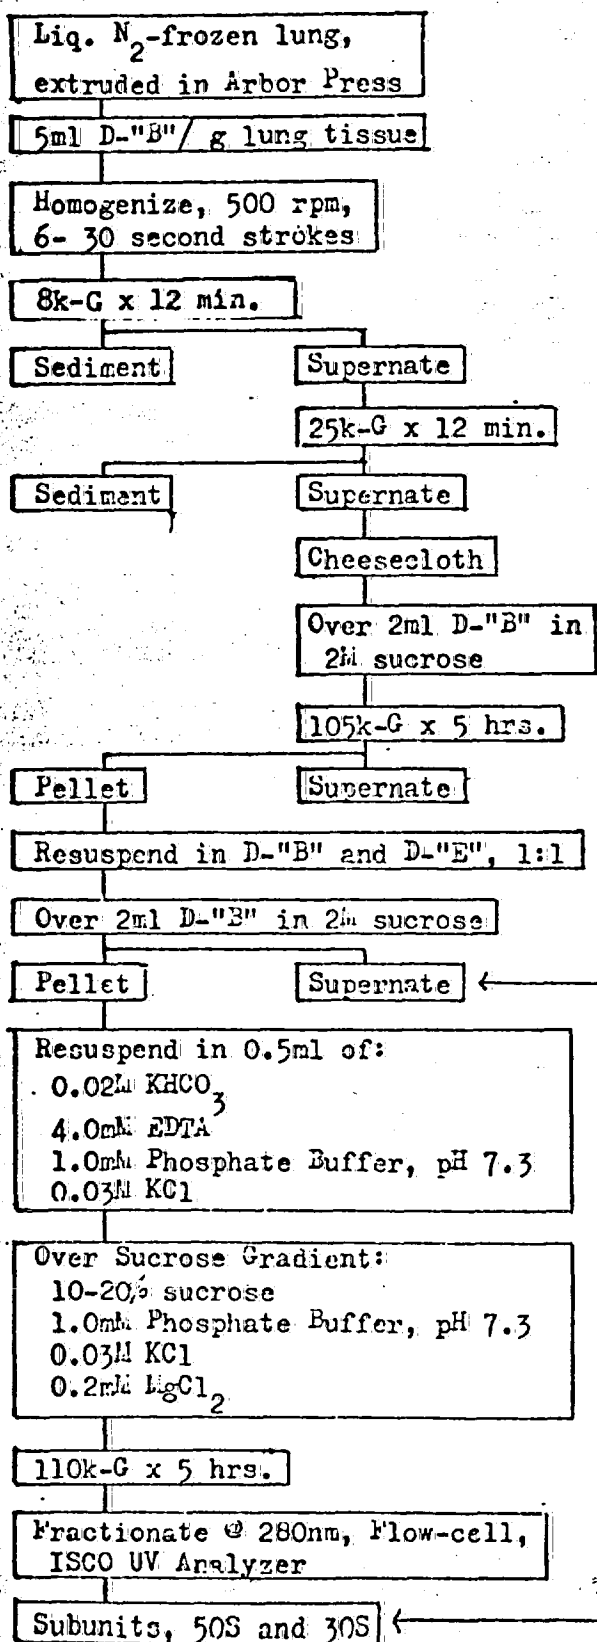 Liq. N2-frozen lung,
extruded in Arbor Press
5ml D-"B"/ g lung tissue
Homogenize, 500 rpm,
6- 30 second strokes
8k-G x 12 min.
Sediment Supernate
25k-G x 12 min.
Sediment Supernate
Cheesecloth
Over 2ml D-"B" in
2M sucrose
105k-G x 5 hrs.
Pellet Supernate
Resuspend in D-"B" and D-"E", 1:1
Over 2ml D-"B" in 2M sucrose
Pellet Supernate
Resuspend in 0.5ml of:
0.02M KHCO3
4.0mM EDTA
1.0mM Phosphate Buffer, pH 7.3
0.03M KCl
Over Sucrose Gradient:
10-20% sucrose
1.0mM Phosphate Buffer, pH 7.3
0.03M KCl
0.2mM MgCl2
110k-G x 5 hrs.
Fractionate @ 280nm, Flow-cell,
ISCO UV Analyzer
Subunits, 50S and 30S